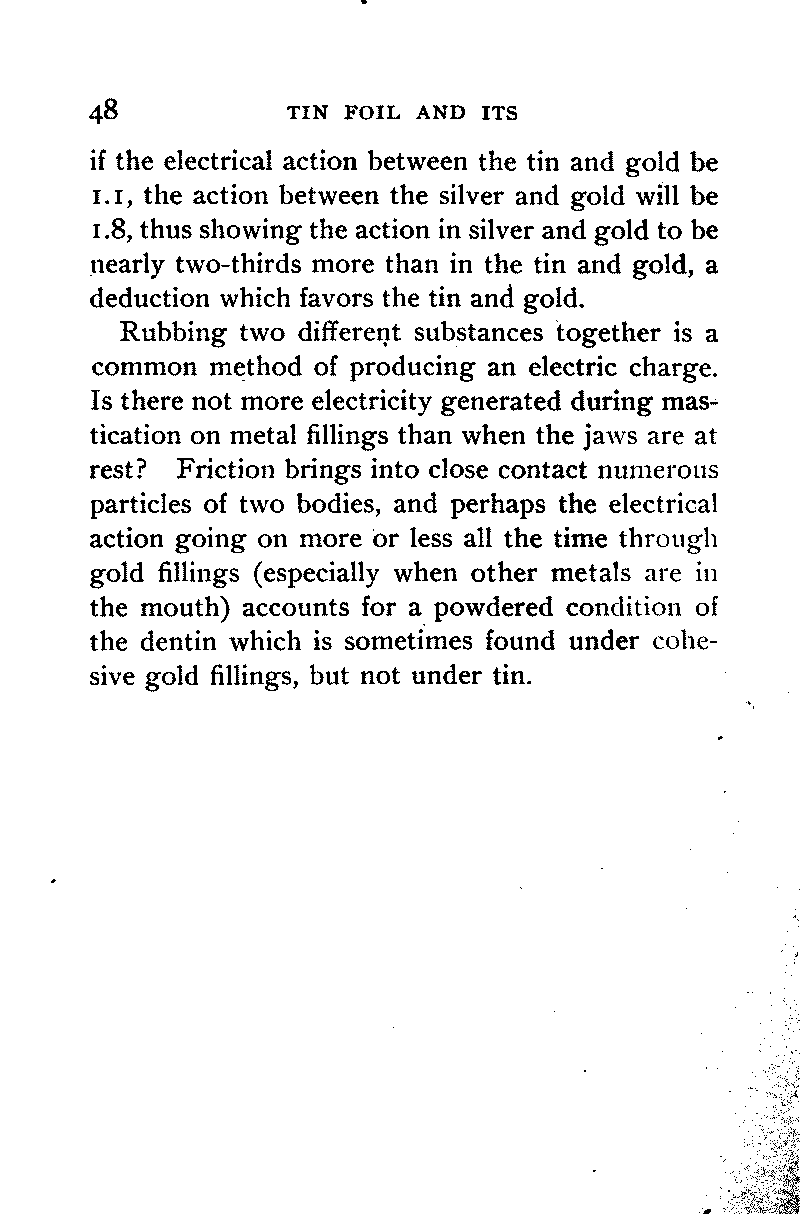 48 TIN FOIL AND ITS
if the electrical action between the tin and gold be
1.1, the action between the silver and gold will be
1.8, thus showing the action in silver and gold to be
nearly two-thirds more than in the tin and gold, a
deduction which favors the tin and gold.
Rubbing two different substances together is a
common method of producing an electric charge.
Is there not more electricity generated during mas-
tication on metal fillings than when the jaws are at
rest? Friction brings into close contact numerous
particles of two bodies, and perhaps the electrical
action going on more or less all the time through
gold fillings (especially when other metals are in
the mouth) accounts for a powdered condition of
the dentin which is sometimes found under cohe-
sive gold fillings, but not under tin.